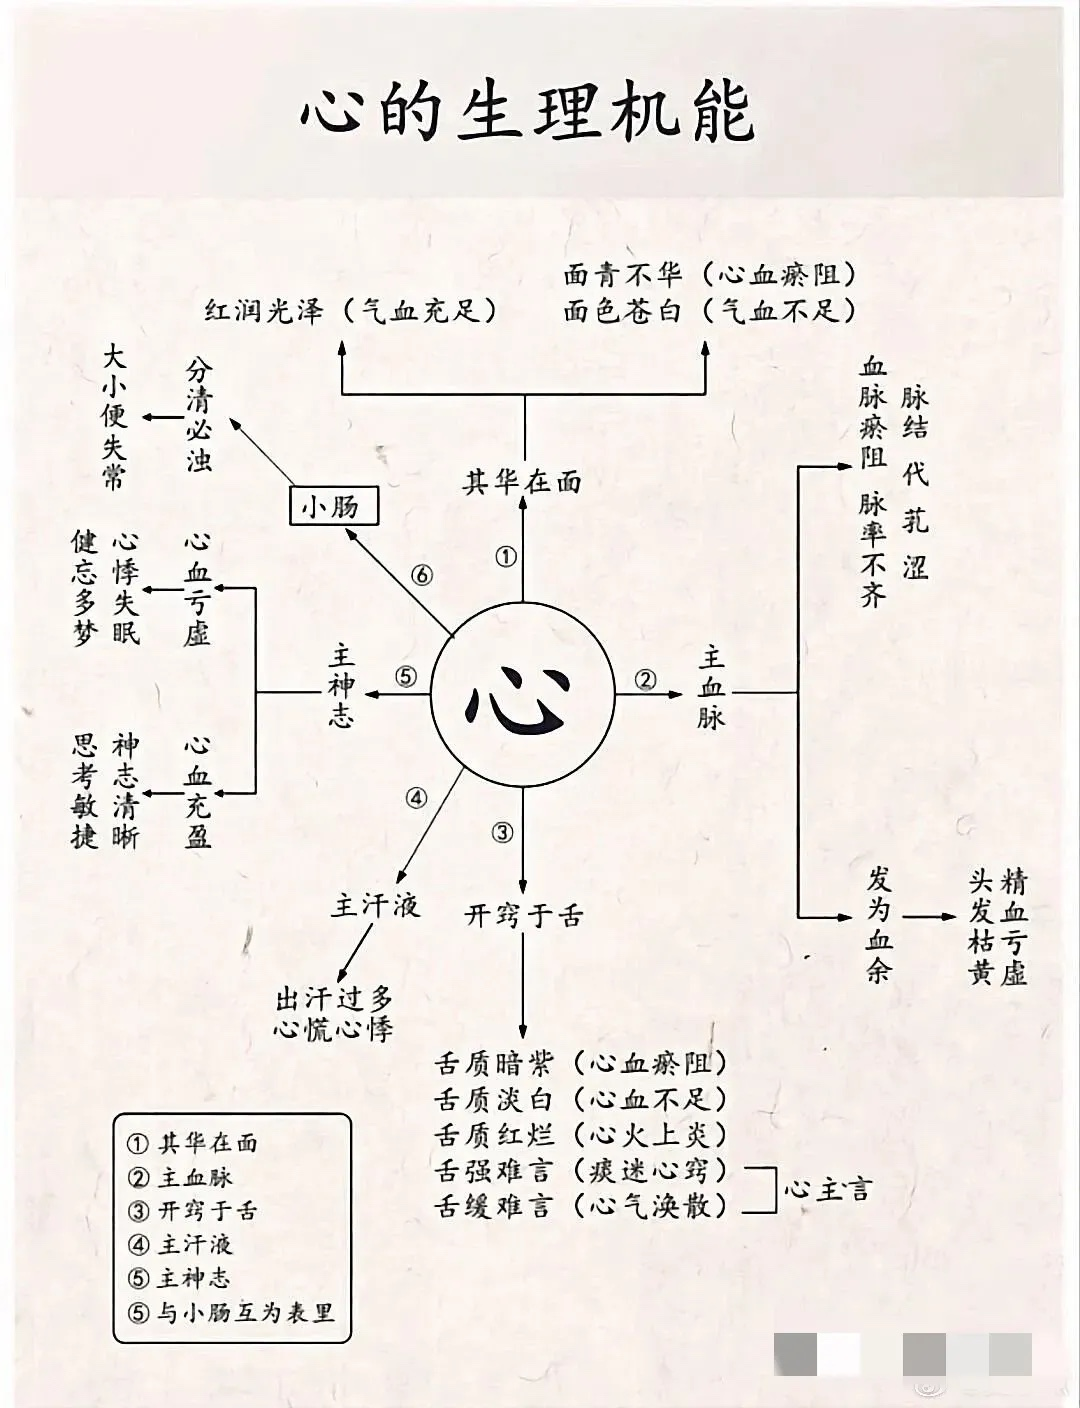 心的生理机能
红润光泽（气血充足）
面青不华（心血瘀阻）
面色苍白（气血不足）
其华在面
①
大小便失常
分清必浊
小肠
⑥
血脉瘀阻 脉率不齐
脉结 代 乳 涩
健忘多梦
心悸失眠
心血亏虚
主神志
⑤
心
②
主血脉
思考敏捷
神志清晰
心血充盈
④
③
主汗液
开窍于舌
发为血余
头发枯黄
精血亏虚
出汗过多
心慌心悸
舌质暗紫（心血瘀阻）
舌质淡白（心血不足）
舌质红烂（心火上炎）
舌强难言（痰迷心窍）
舌缓难言（心气涣散）
心主言
① 其华在面
② 主血脉
③ 开窍于舌
④ 主汗液
⑤ 主神志
⑤ 与小肠互为表里